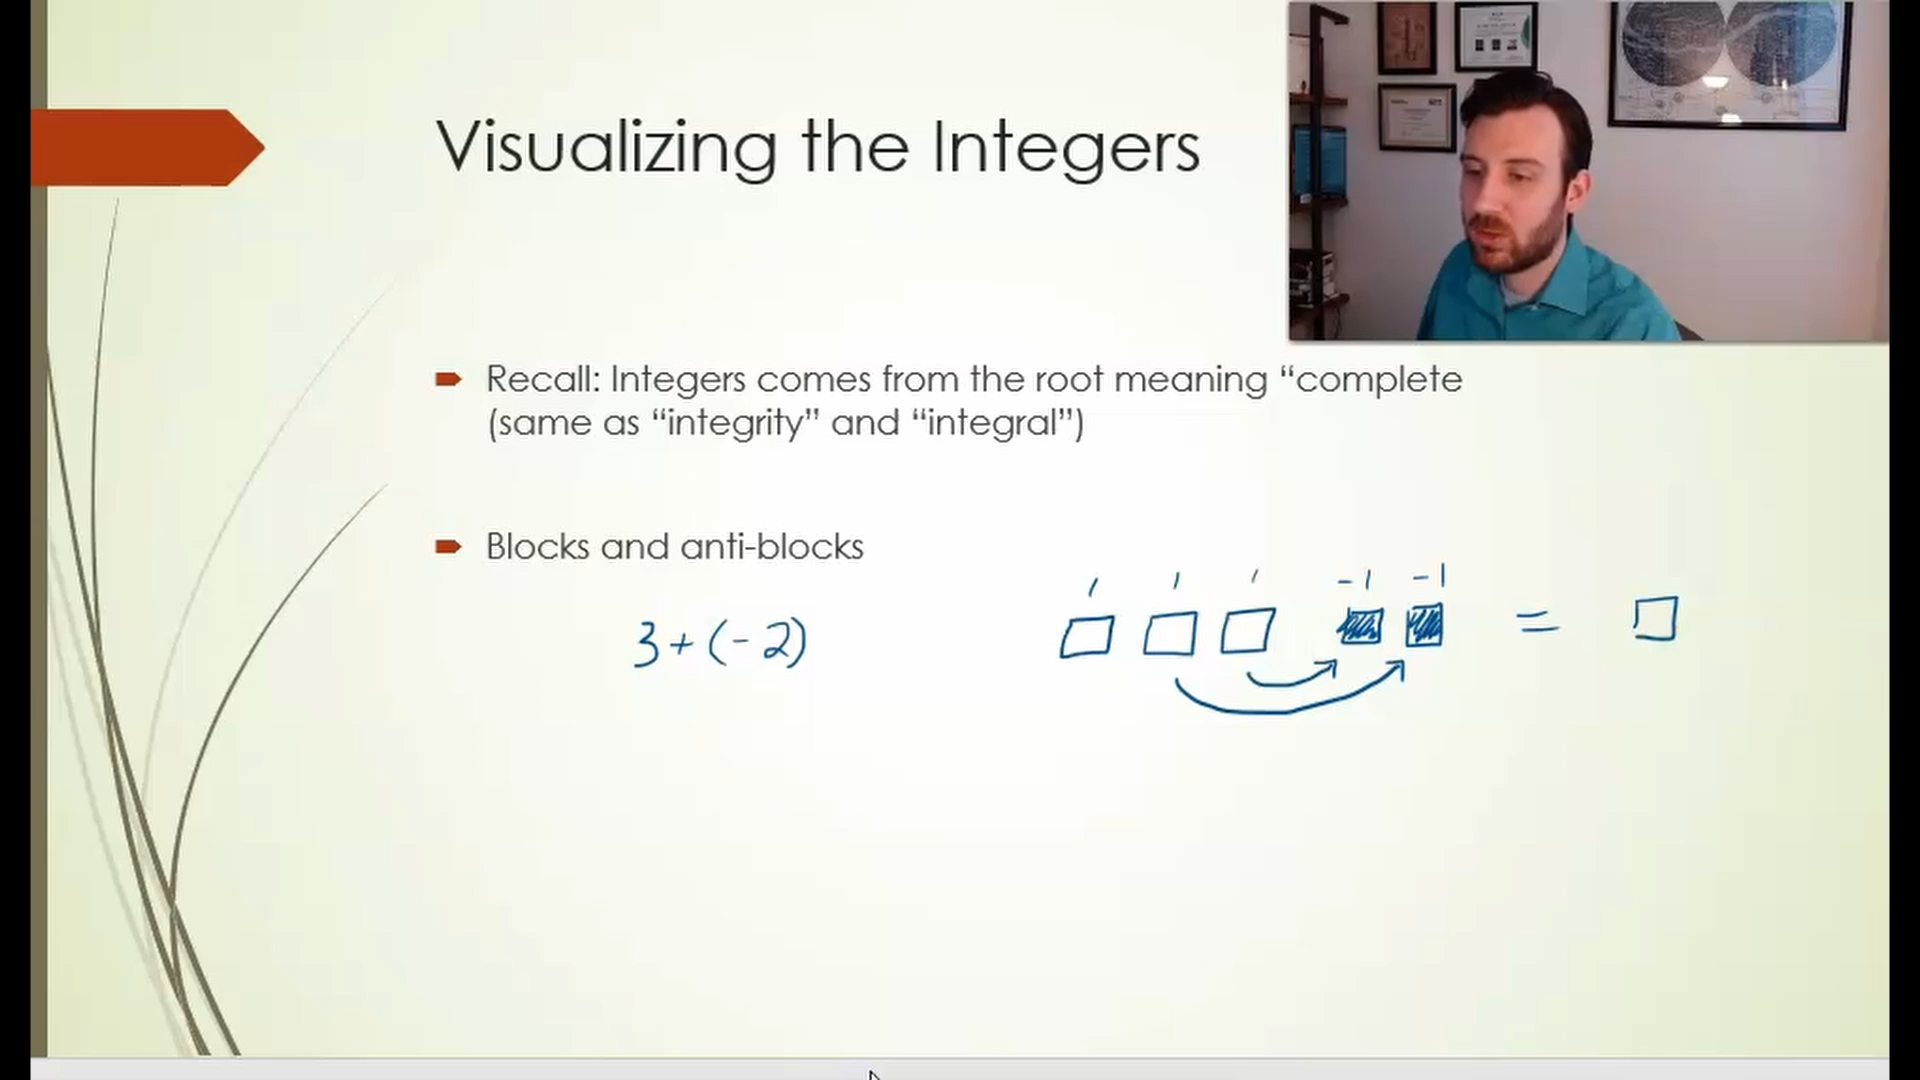 Visualizing the Integers
Recall: Integers comes from the root meaning “complete
(same as “integrity” and “integral”)
Blocks and anti-blocks
1 1 1 -1 -1
3+(-2)
=